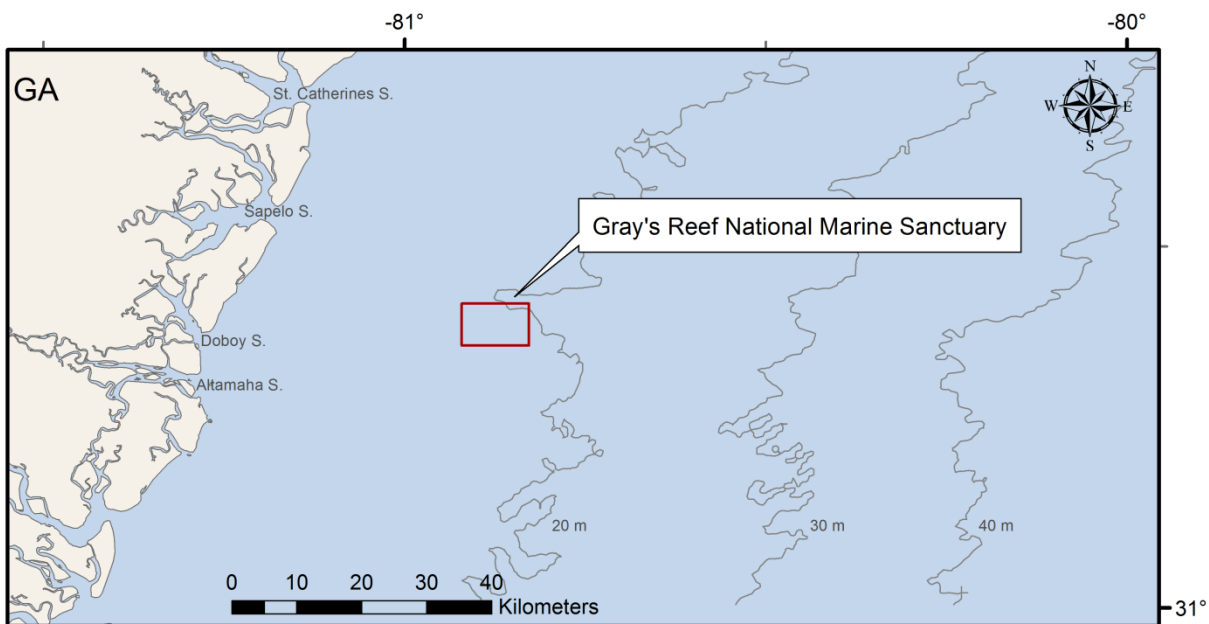 -81°
-80°
GA
St. Catherines S.
N
W E
S
Sapelo S.
Gray's Reef National Marine Sanctuary
Doboy S.
Altamaha S.
20 m
30 m
40 m
0 10 20 30 40
Kilometers
31°